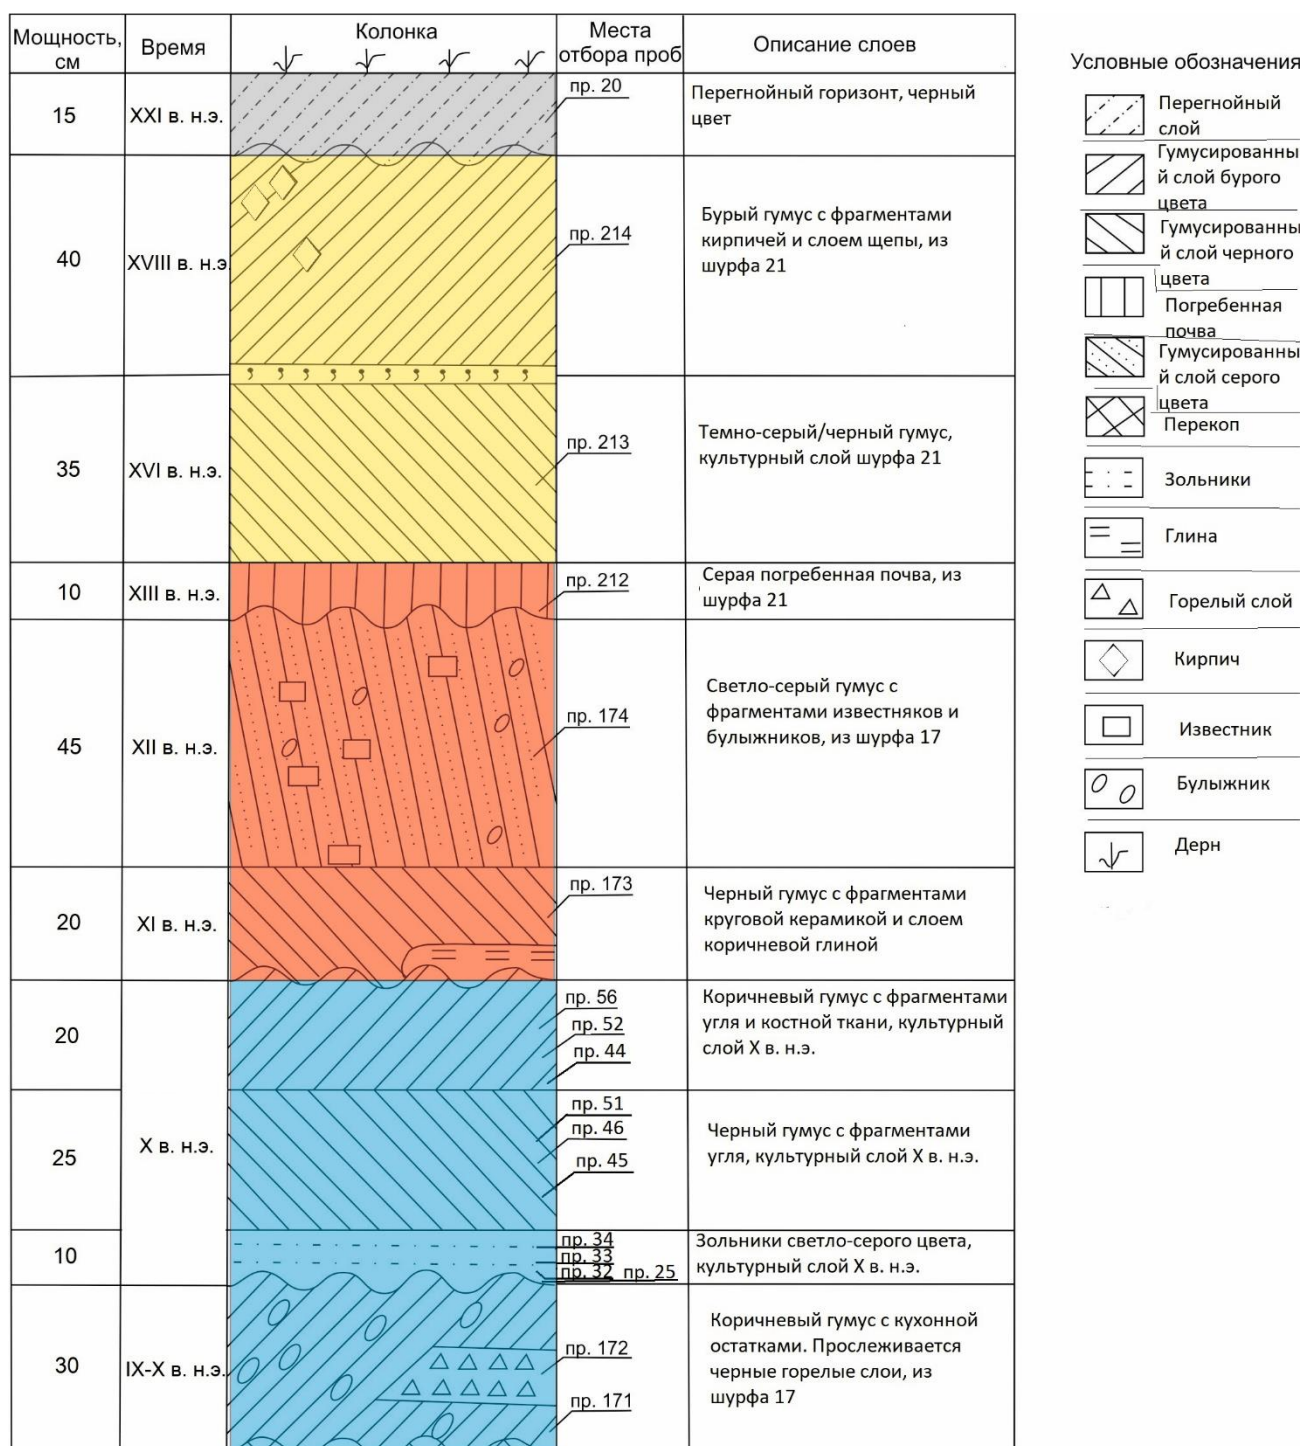 Мощность, см
Время
Колонка
Места отбора проб
Описание слоев
15
XXI в. н.э.
пр. 20
Перегнойный горизонт, черный
цвет
40
XVIII в. н.э.
пр. 214
Бурый гумус с фрагментами
кирпичей и слоем щепы, из
шурфа 21
35
XVI в. н.э.
пр. 213
Темно-серый/черный гумус,
культурный слой шурфа 21
10
XIII в. н.э.
пр. 212
Серая погребенная почва, из
шурфа 21
45
XII в. н.э.
пр. 174
Светло-серый гумус с
фрагментами известняков и
булыжников, из шурфа 17
20
XI в. н.э.
пр. 173
Черный гумус с фрагментами
круговой керамикой и слоем
коричневой глиной
20
X в. н.э.
пр. 56
пр. 52
пр. 44
Коричневый гумус с фрагментами
угля и костной ткани, культурный
слой X в. н.э.
25
пр. 51
пр. 46
пр. 45
Черный гумус с фрагментами
угля, культурный слой X в. н.э.
10
пр. 34
пр. 33
пр. 32 пр. 25
Зольники светло-серого цвета,
культурный слой X в. н.э.
30
IX-X в. н.э.
пр. 172
пр. 171
Коричневый гумус с кухонной
остатками. Прослеживается
черные горелые слои, из
шурфа 17
Условные обозначения
Перегнойный
слой
Гумусированны
й слой бурого
цвета
Гумусированны
й слой черного
цвета
Погребенная
почва
Гумусированны
й слой серого
цвета
Перекоп
Зольники
Глина
Горелый слой
Кирпич
Известник
Булыжник
Дерн